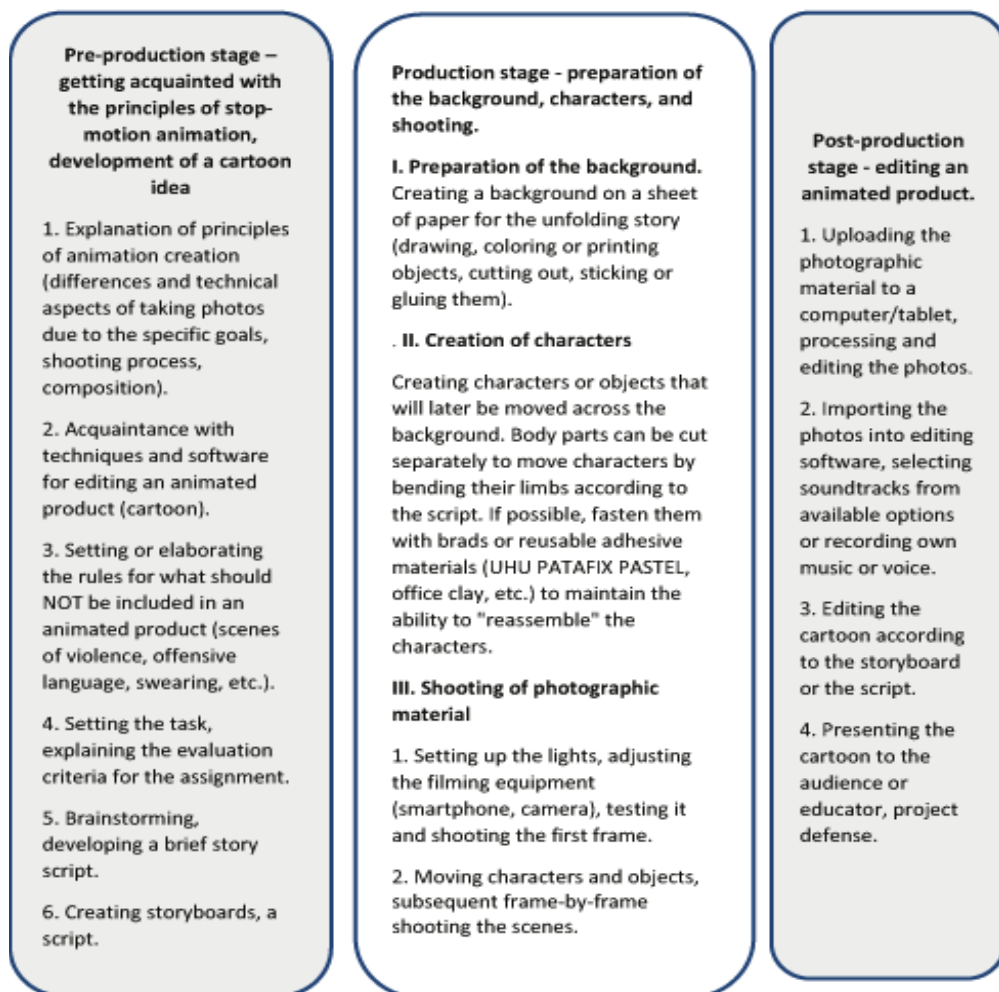 Pre-production stage –
getting acquainted with
the principles of stop-
motion animation,
development of a cartoon
idea
1. Explanation of principles
of animation creation
(differences and technical
aspects of taking photos
due to the specific goals,
shooting process,
composition).
2. Acquaintance with
techniques and software
for editing an animated
product (cartoon).
3. Setting or elaborating
the rules for what should
NOT be included in an
animated product (scenes
of violence, offensive
language, swearing, etc.).
4. Setting the task,
explaining the evaluation
criteria for the assignment.
5. Brainstorming,
developing a brief story
script.
6. Creating storyboards, a
script.
Production stage - preparation of
the background, characters, and
shooting.
I. Preparation of the background.
Creating a background on a sheet
of paper for the unfolding story
(drawing, coloring or printing
objects, cutting out, sticking or
gluing them).
. II. Creation of characters
Creating characters or objects that
will later be moved across the
background. Body parts can be cut
separately to move characters by
bending their limbs according to
the script. If possible, fasten them
with brads or reusable adhesive
materials (UHU PATAFIX PASTEL,
office clay, etc.) to maintain the
ability to "reassemble" the
characters.
III. Shooting of photographic
material
1. Setting up the lights, adjusting
the filming equipment
(smartphone, camera), testing it
and shooting the first frame.
2. Moving characters and objects,
subsequent frame-by-frame
shooting the scenes.
Post-production
stage - editing an
animated product.
1. Uploading the
photographic
material to a
computer/tablet,
processing and
editing the photos.
2. Importing the
photos into editing
software, selecting
soundtracks from
available options
or recording own
music or voice.
3. Editing the
cartoon according
to the storyboard
or the script.
4. Presenting the
cartoon to the
audience or
educator, project
defense.